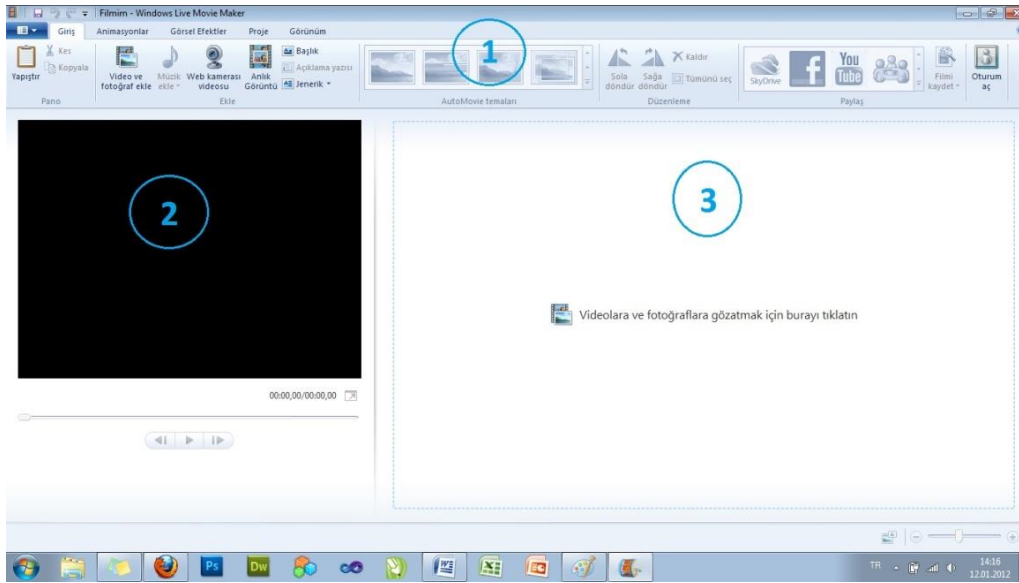 Filmim - Windows Live Movie Maker
Giriş Animasyonlar Görsel Efektler Proje Görünüm
Yapıştır
Kes
Kopyala
Pano
Video ve fotoğraf ekle
Müzik ekle
Web kamerası videosu
Anlık Görüntü
Başlık
Açıklama yazısı
Jenerik
Ekle
1
AutoMovie temaları
Sola döndür
Sağa döndür
Kaldır
Tümünü seç
Düzenleme
SkyDrive
f
You Tube
Paylaş
Filmi kaydet
Oturum aç
2
3
Videolara ve fotoğraflara gözatmak için burayı tıklatın
00:00,00/00:00,00
Ps
Dw
TR
14:16
12.01.2012